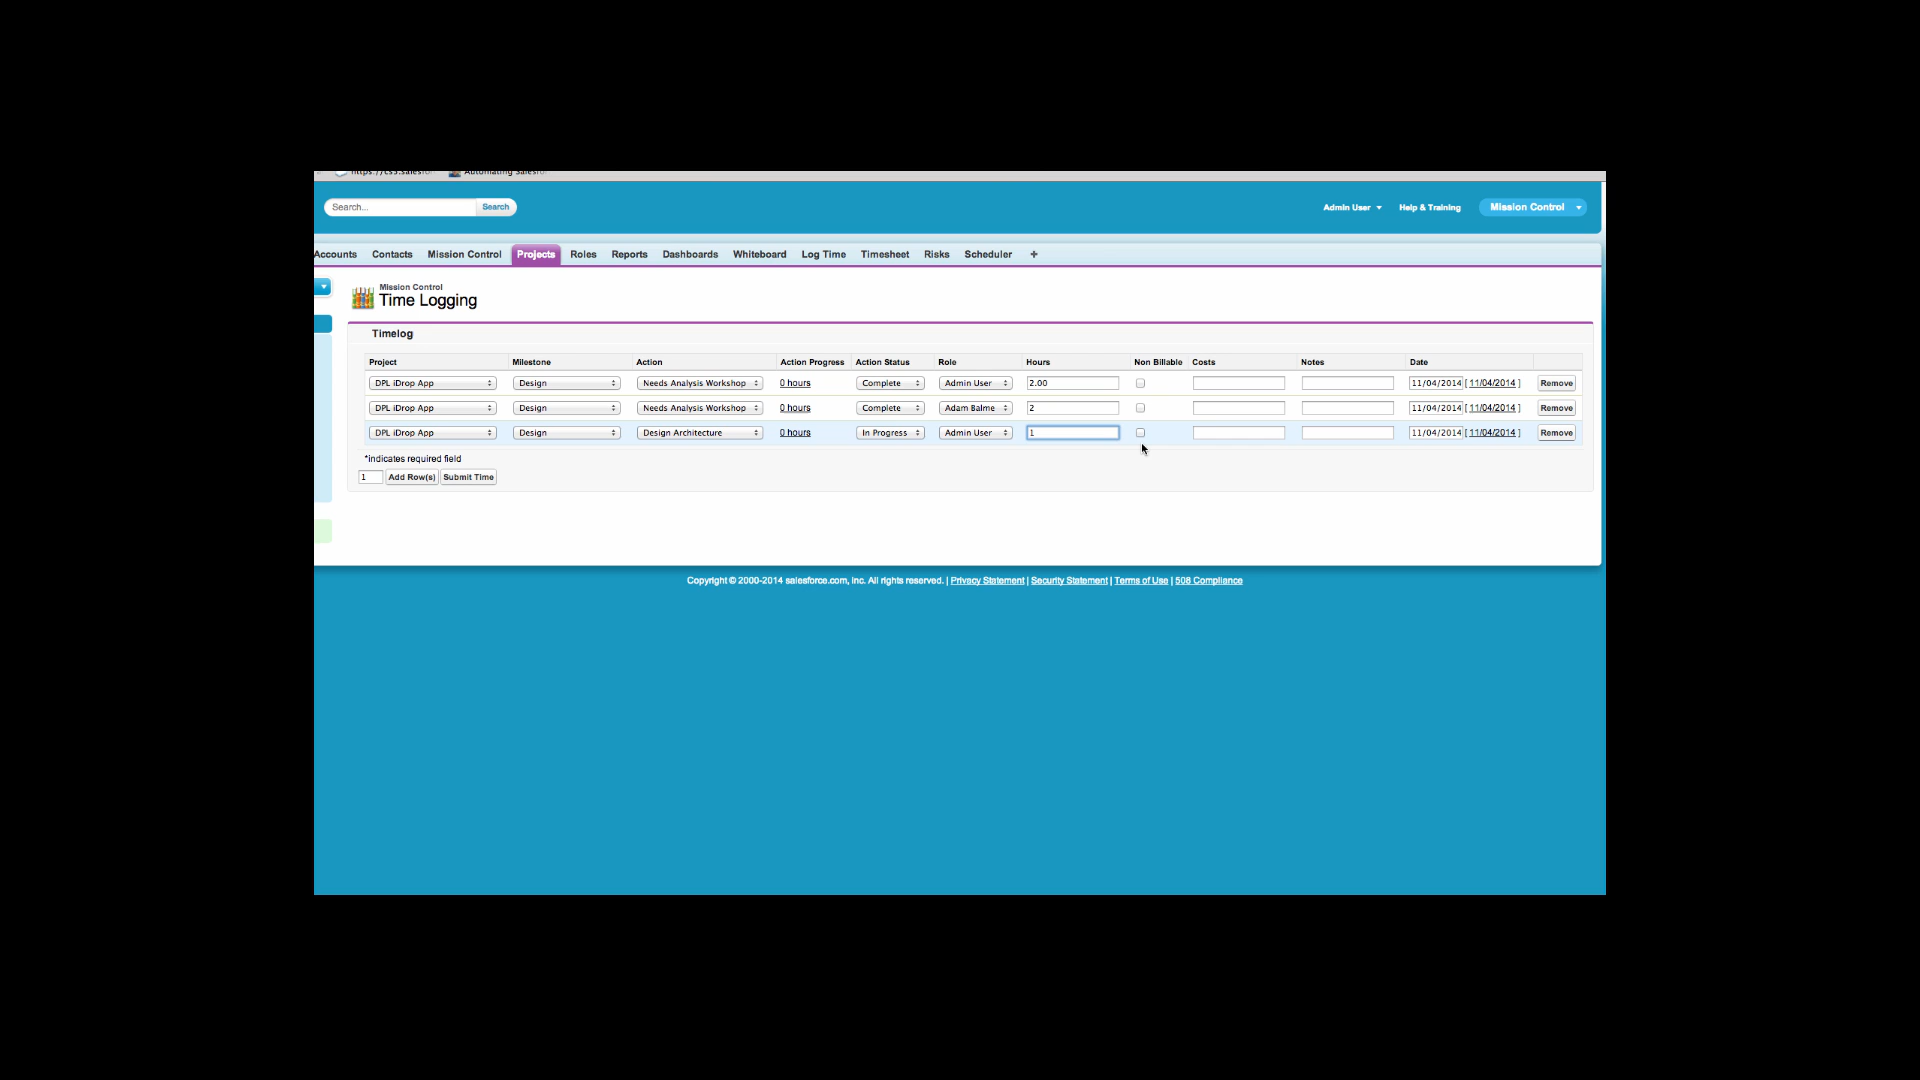 Search... Search Admin User Help & Training Mission Control
Accounts Contacts Mission Control Projects Roles Reports Dashboards Whiteboard Log Time Timesheet Risks Scheduler +
Mission Control
Time Logging
Timelog
Project Milestone Action Action Progress Action Status Role Hours Non Billable Costs Notes Date
DPL iDrop App Design Needs Analysis Workshop 0 hours Complete Admin User 2.00 11/04/2014 [ 11/04/2014 ] Remove
DPL iDrop App Design Needs Analysis Workshop 0 hours Complete Adam Balme 2 11/04/2014 [ 11/04/2014 ] Remove
DPL iDrop App Design Design Architecture 0 hours In Progress Admin User 1 11/04/2014 [ 11/04/2014 ] Remove
*indicates required field
1 Add Row(s) Submit Time
Copyright © 2000-2014 salesforce.com, inc. All rights reserved. | Privacy Statement | Security Statement | Terms of Use | 508 Compliance